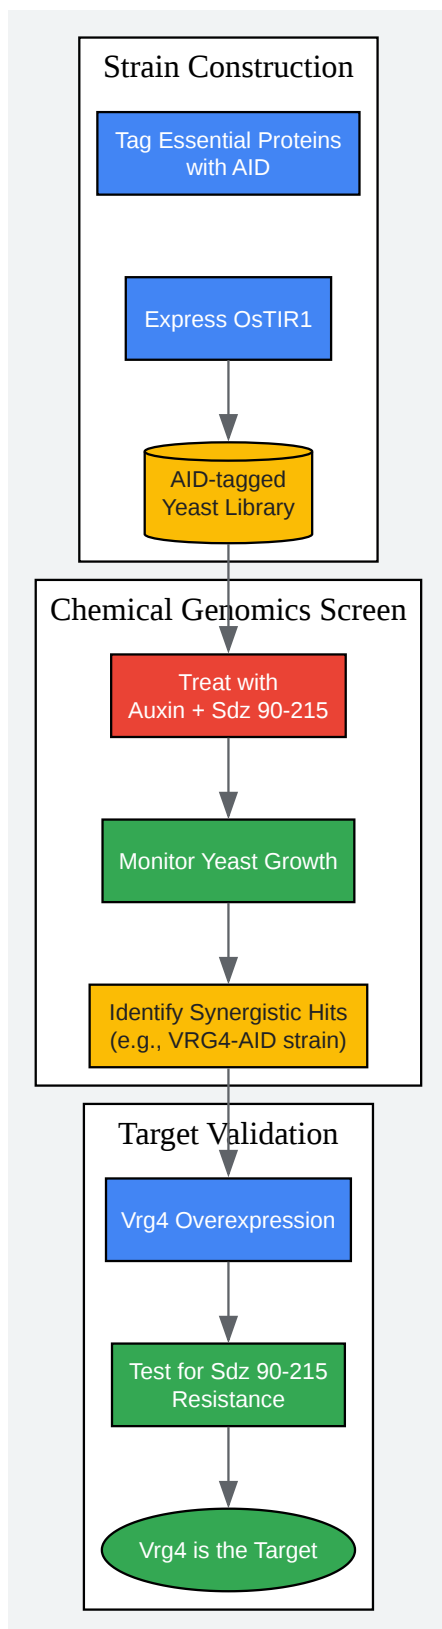 Strain Construction
Tag Essential Proteins
with AID
Express OsTIR1
AID-tagged
Yeast Library
Chemical Genomics Screen
Treat with
Auxin + Sdz 90-215
Monitor Yeast Growth
Identify Synergistic Hits
(e.g., VRG4-AID strain)
Target Validation
Vrg4 Overexpression
Test for Sdz 90-215
Resistance
Vrg4 is the Target